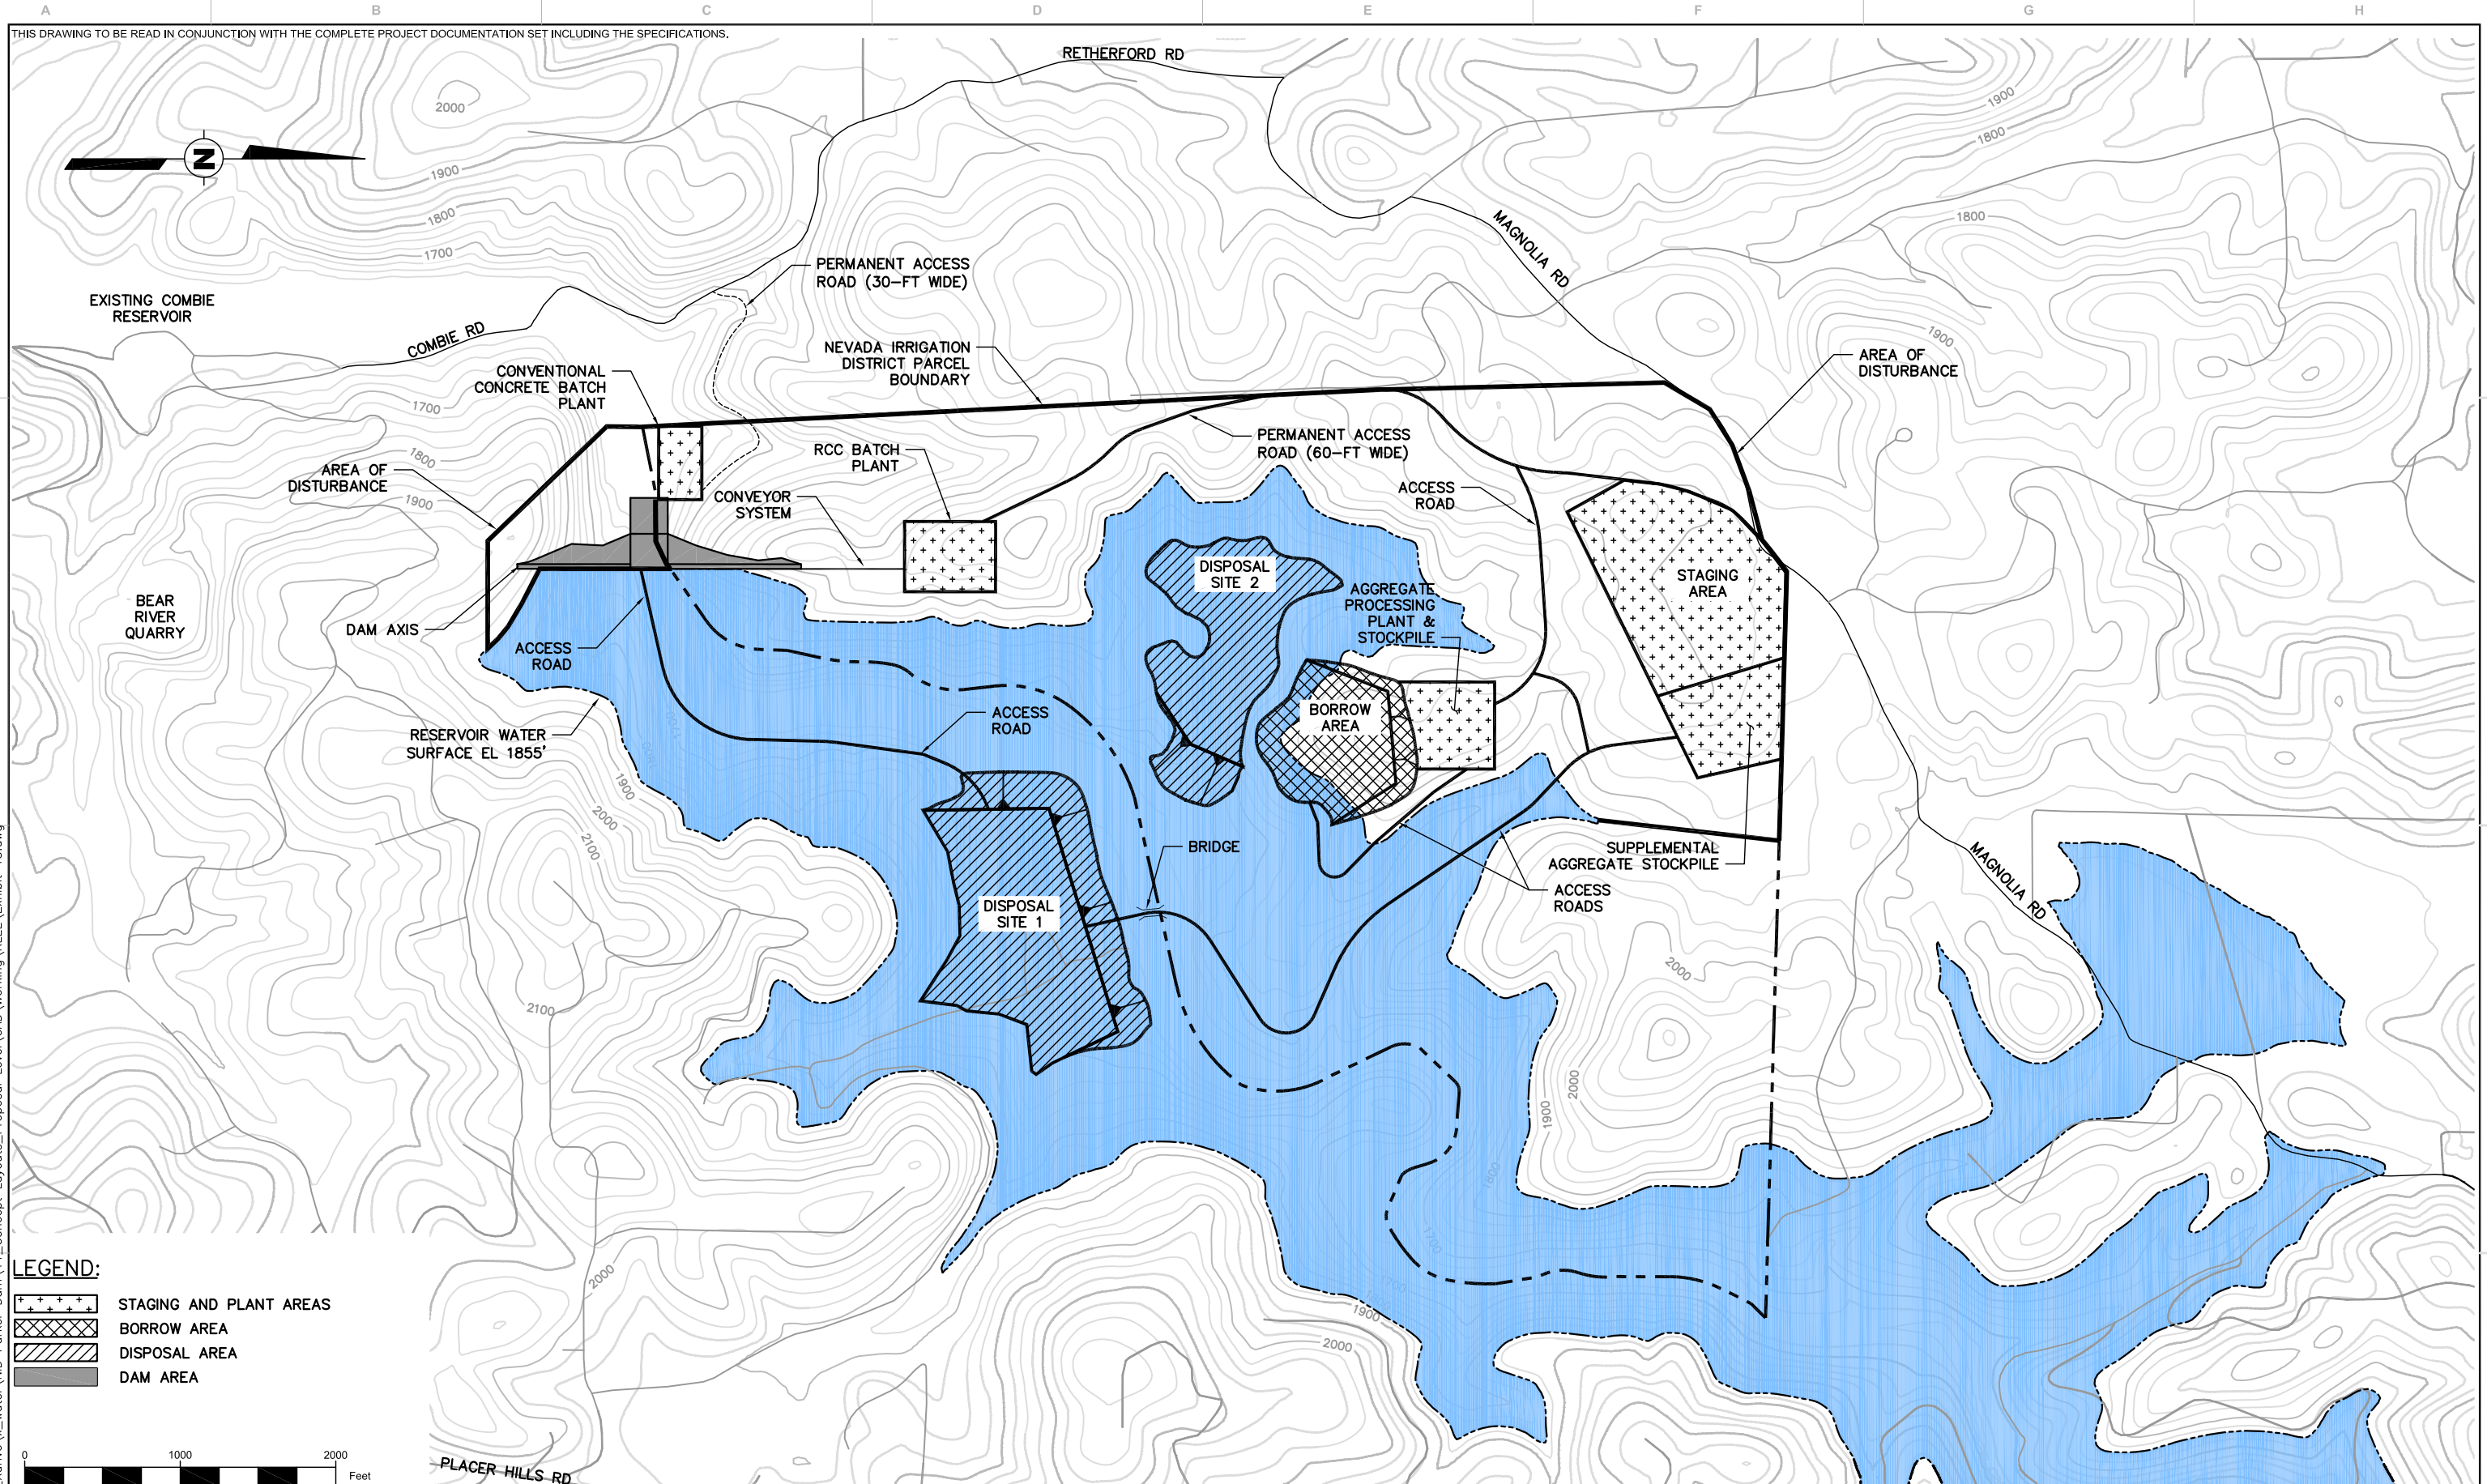 A B C D E F G H
THIS DRAWING TO BE READ IN CONJUNCTION WITH THE COMPLETE PROJECT DOCUMENTATION SET INCLUDING THE SPECIFICATIONS.
RETHERFORD RD
2000
1900
1800
1700
N
1900
1800
1800
1900
MAGNOLIA RD
PERMANENT ACCESS
ROAD (30-FT WIDE)
EXISTING COMBIE
RESERVOIR
COMBIE RD
NEVADA IRRIGATION
DISTRICT PARCEL
BOUNDARY
AREA OF
DISTURBANCE
CONVENTIONAL
CONCRETE BATCH
PLANT
1700
1800
1900
PERMANENT ACCESS
ROAD (60-FT WIDE)
RCC BATCH
PLANT
AREA OF
DISTURBANCE
CONVEYOR
SYSTEM
ACCESS
ROAD
DISPOSAL
SITE 2
STAGING
AREA
AGGREGATE
PROCESSING
PLANT &
STOCKPILE
BEAR
RIVER
QUARRY
DAM AXIS
ACCESS
ROAD
BORROW
AREA
ACCESS
ROAD
RESERVOIR WATER
SURFACE EL 1855'
1900
2000
2100
BRIDGE
SUPPLEMENTAL
AGGREGATE STOCKPILE
ACCESS
ROADS
MAGNOLIA RD
DISPOSAL
SITE 1
2000
2100
2000
1900
1800
1700
2000
1900
2000
LEGEND:
STAGING AND PLANT AREAS
BORROW AREA
DISPOSAL AREA
DAM AREA
0 1000 2000
Feet
PLACER HILLS RD